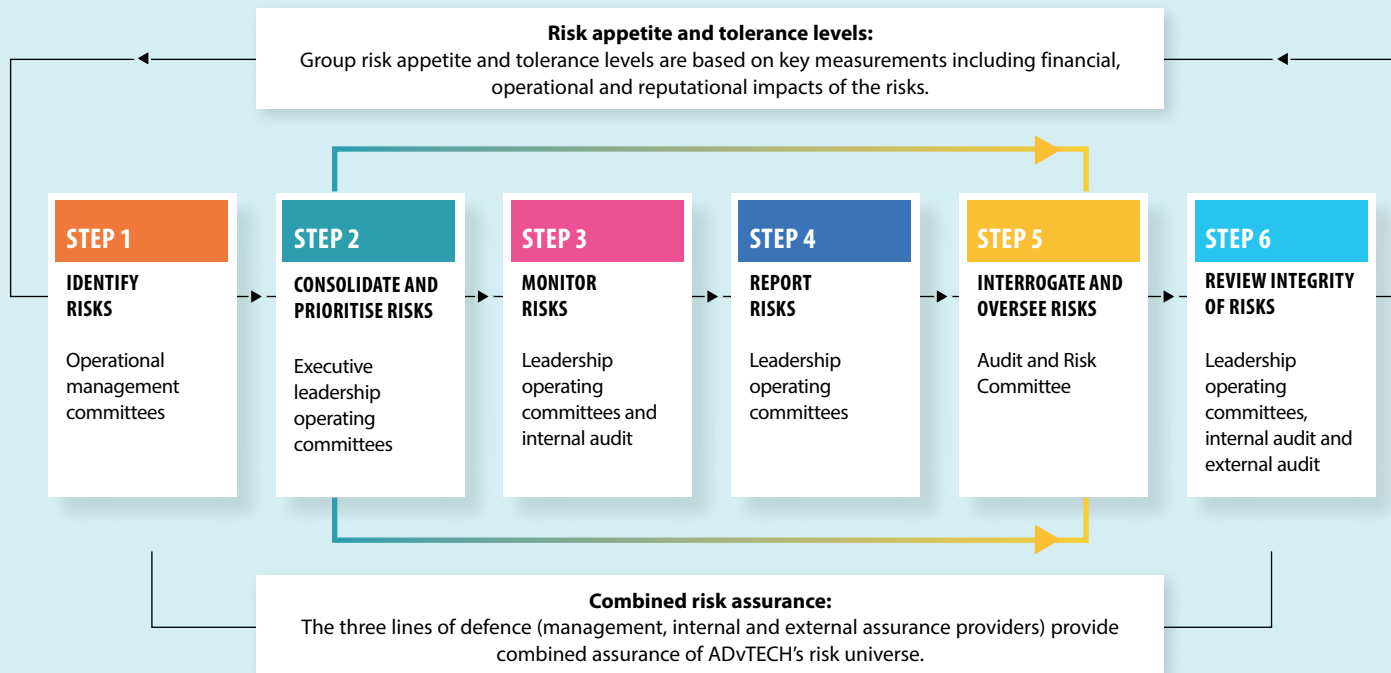 Risk appetite and tolerance levels:
Group risk appetite and tolerance levels are based on key measurements including financial,
operational and reputational impacts of the risks.
STEP 1
IDENTIFY
RISKS
Operational
management
committees
STEP 2
CONSOLIDATE AND
PRIORITISE RISKS
Executive
leadership
operating
committees
STEP 3
MONITOR
RISKS
Leadership
operating
committees and
internal audit
STEP 4
REPORT
RISKS
Leadership
operating
committees
STEP 5
INTERROGATE AND
OVERSEE RISKS
Audit and Risk
Committee
STEP 6
REVIEW INTEGRITY
OF RISKS
Leadership
operating
committees,
internal audit and
external audit
Combined risk assurance:
The three lines of defence (management, internal and external assurance providers) provide
combined assurance of ADvTECH's risk universe.